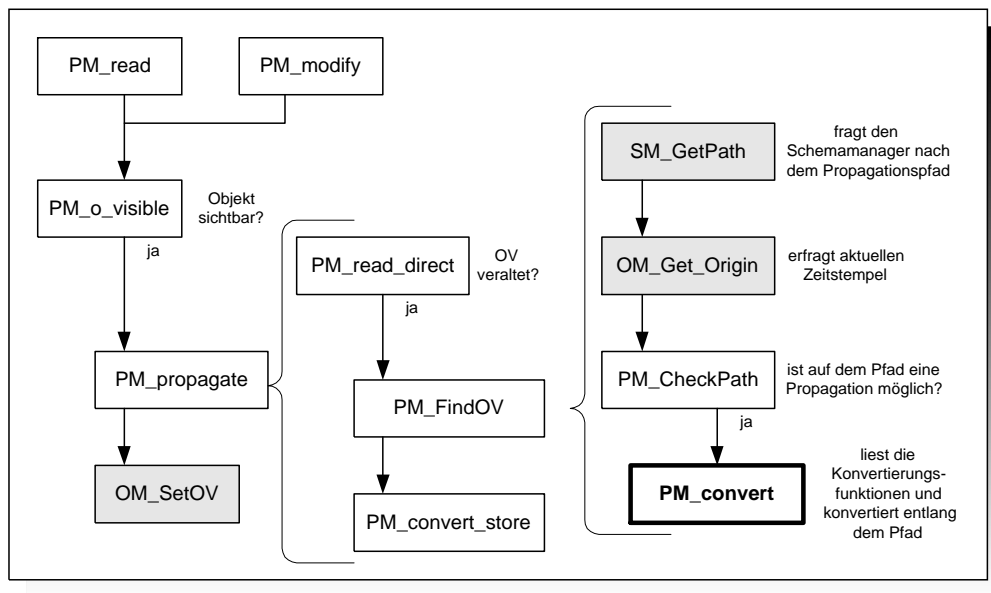 PM_read
PM_modify
PM_o_visible
Objekt
sichtbar?
ja
PM_propagate
OM_SetOV
PM_read_direct
OV
veraltet?
ja
PM_FindOV
PM_convert_store
SM_GetPath
fragt den
Schemamanager nach
dem Propagationspfad
OM_Get_Origin
erfragt aktuellen
Zeitstempel
PM_CheckPath
ist auf dem Pfad eine
Propagation möglich?
ja
PM_convert
liest die
Konvertierungs-
funktionen und
konvertiert entlang
dem Pfad